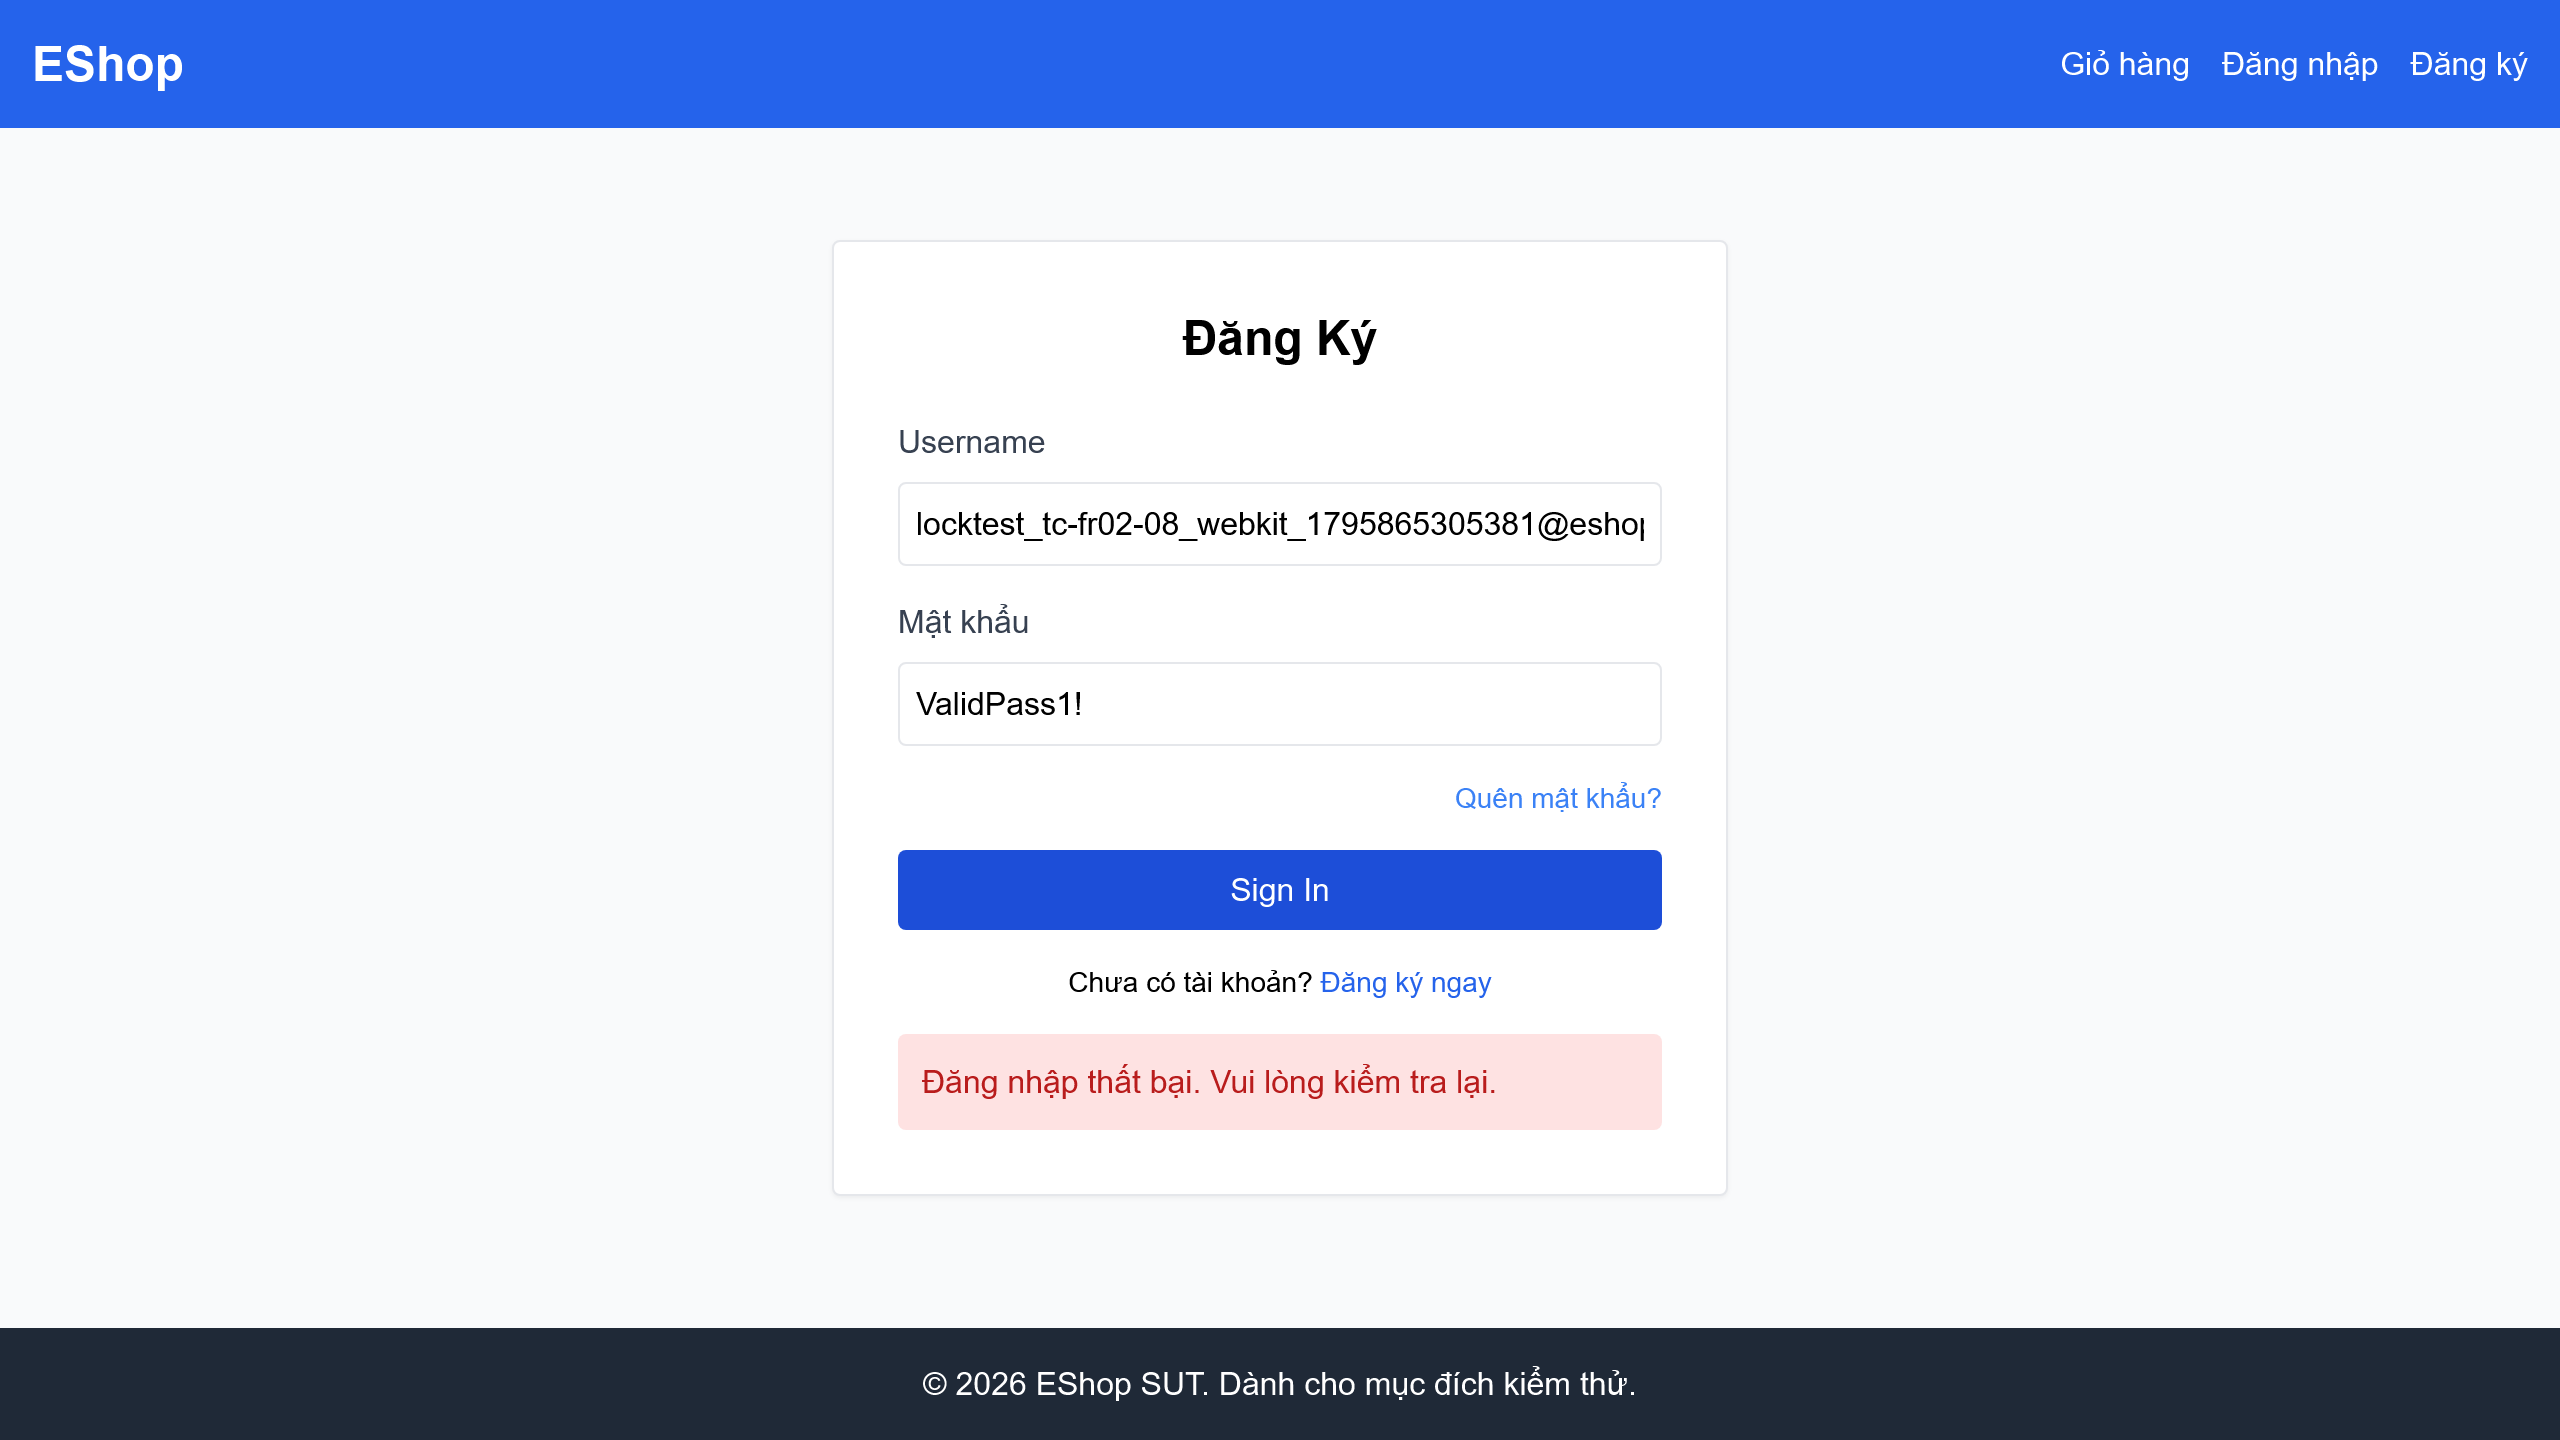 EShop
Giỏ hàng
Đăng nhập
Đăng ký
Đăng Ký
Username
locktest_tc-fr02-08_webkit_1795865305381@eshop
Mật khẩu
ValidPass1!
Quên mật khẩu?
Sign In
Chưa có tài khoản? Đăng ký ngay
Đăng nhập thất bại. Vui lòng kiểm tra lại.
© 2026 EShop SUT. Dành cho mục đích kiểm thử.